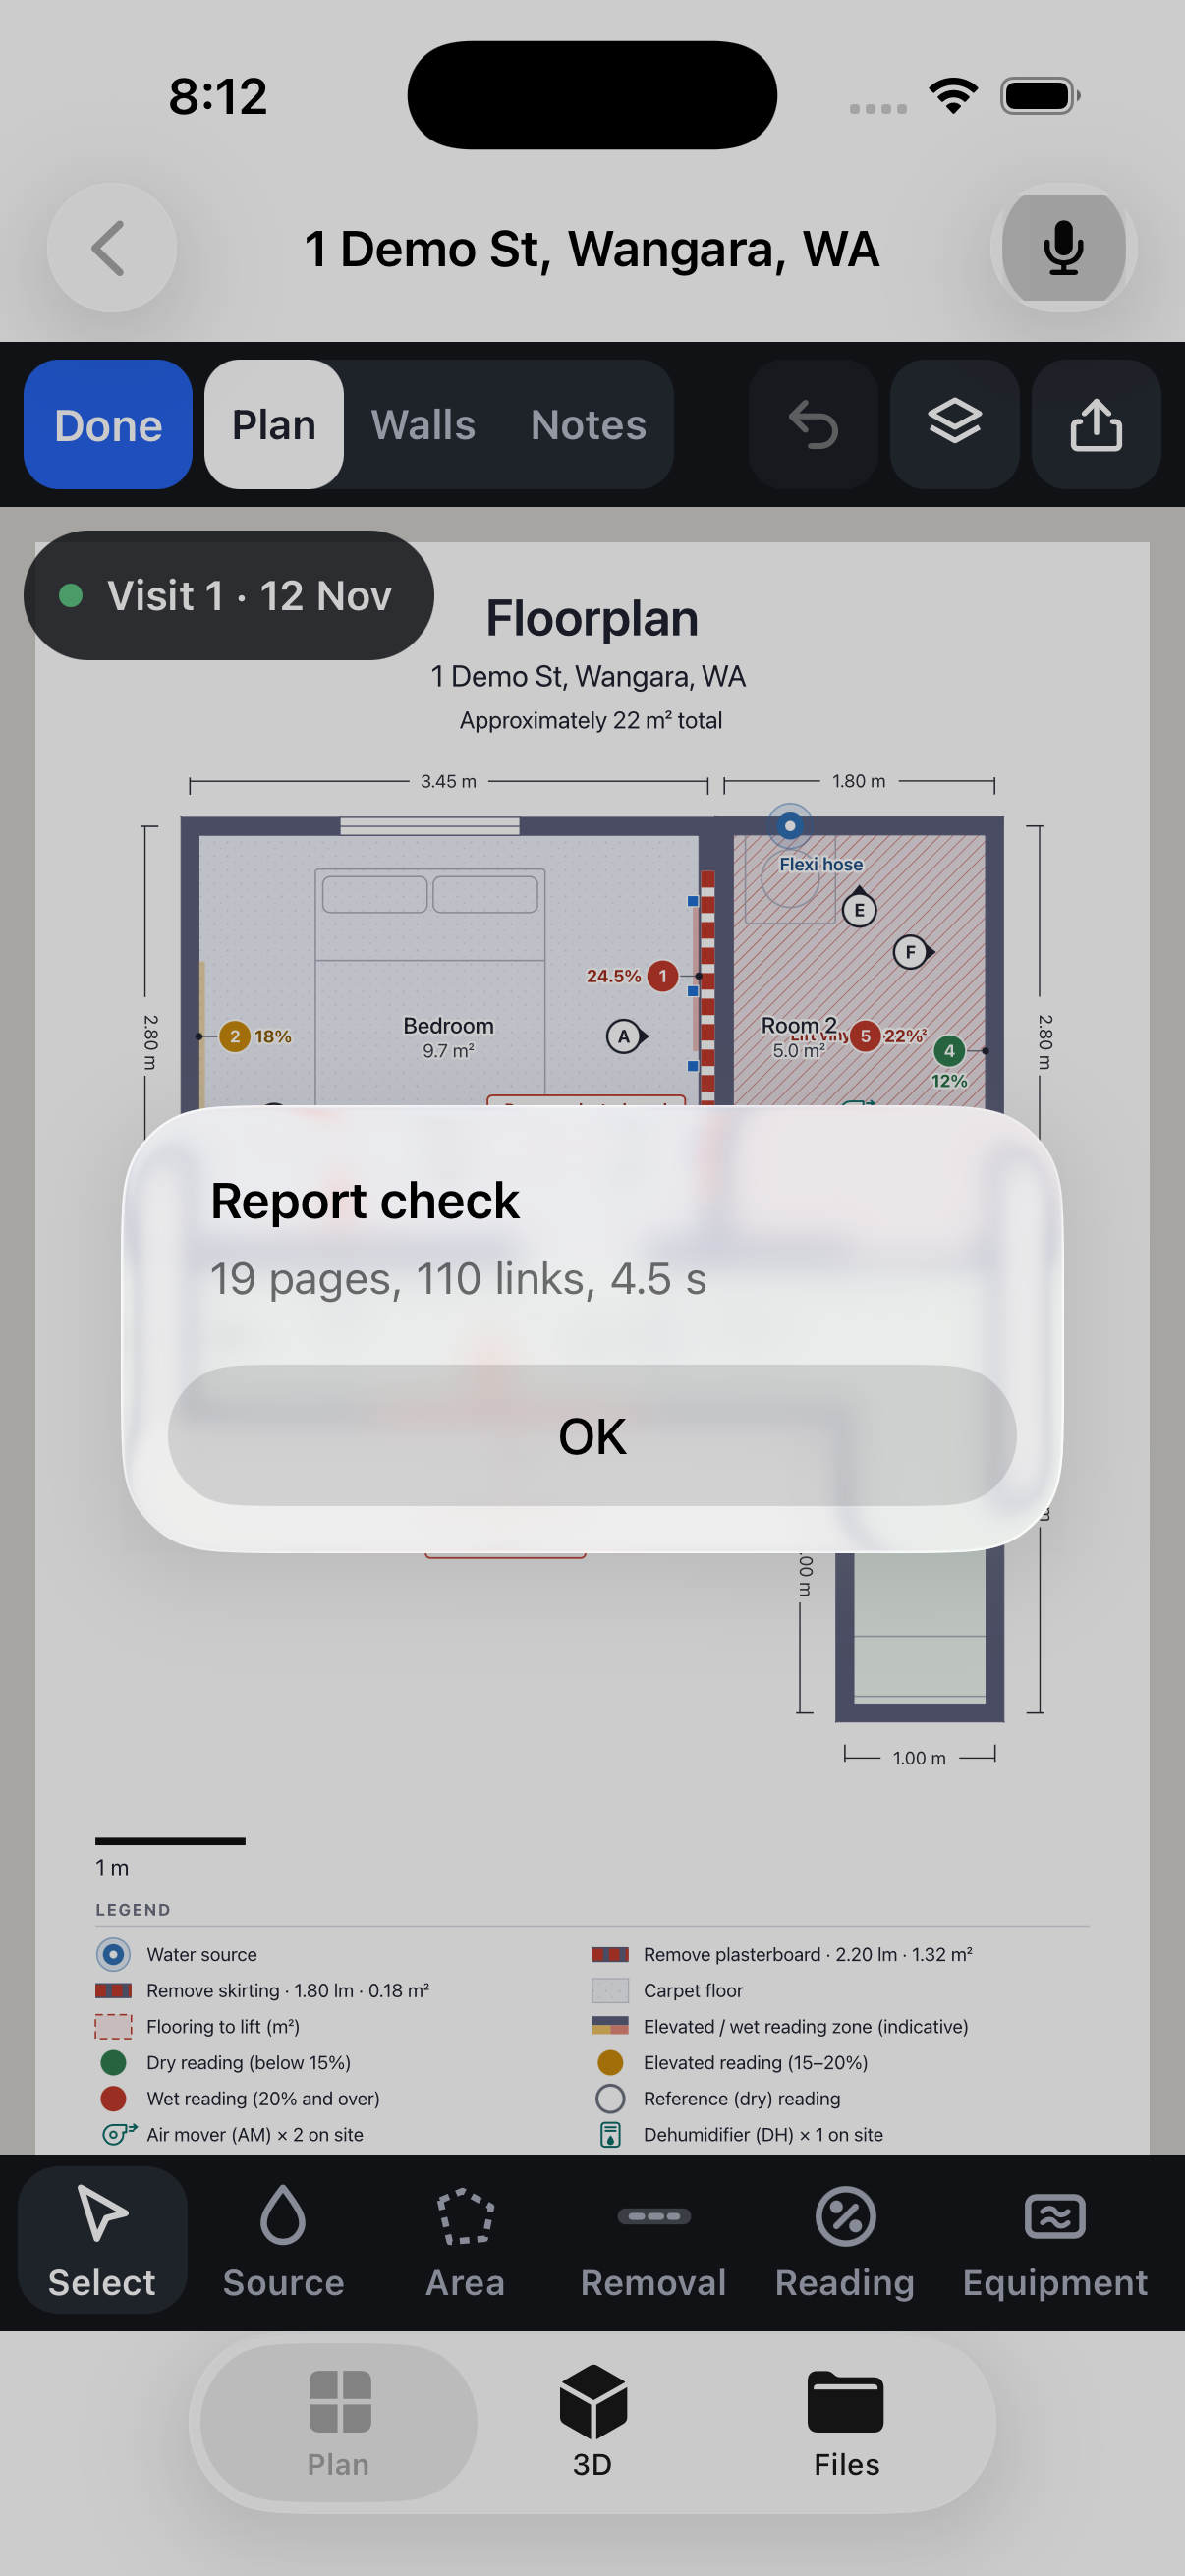 8:12
1 Demo St, Wangara, WA
Done
Plan
Walls
Notes
Visit 1 · 12 Nov
Floorplan
1 Demo St, Wangara, WA
Approximately 22 m² total
3.45 m
1.80 m
Flexi hose
E
F
24.5% 1
2.80 m
2 18%
Bedroom
9.7 m²
A
Room 2
5.0 m²
Lift
5 22%
4
12%
2.80 m
Report check
19 pages, 110 links, 4.5 s
OK
1.00 m
1 m
LEGEND
Water source
Remove plasterboard · 2.20 lm · 1.32 m²
Remove skirting · 1.80 lm · 0.18 m²
Carpet floor
Flooring to lift (m²)
Elevated / wet reading zone (indicative)
Dry reading (below 15%)
Elevated reading (15–20%)
Wet reading (20% and over)
Reference (dry) reading
Air mover (AM) × 2 on site
Dehumidifier (DH) × 1 on site
Select
Source
Area
Removal
Reading
Equipment
Plan
3D
Files